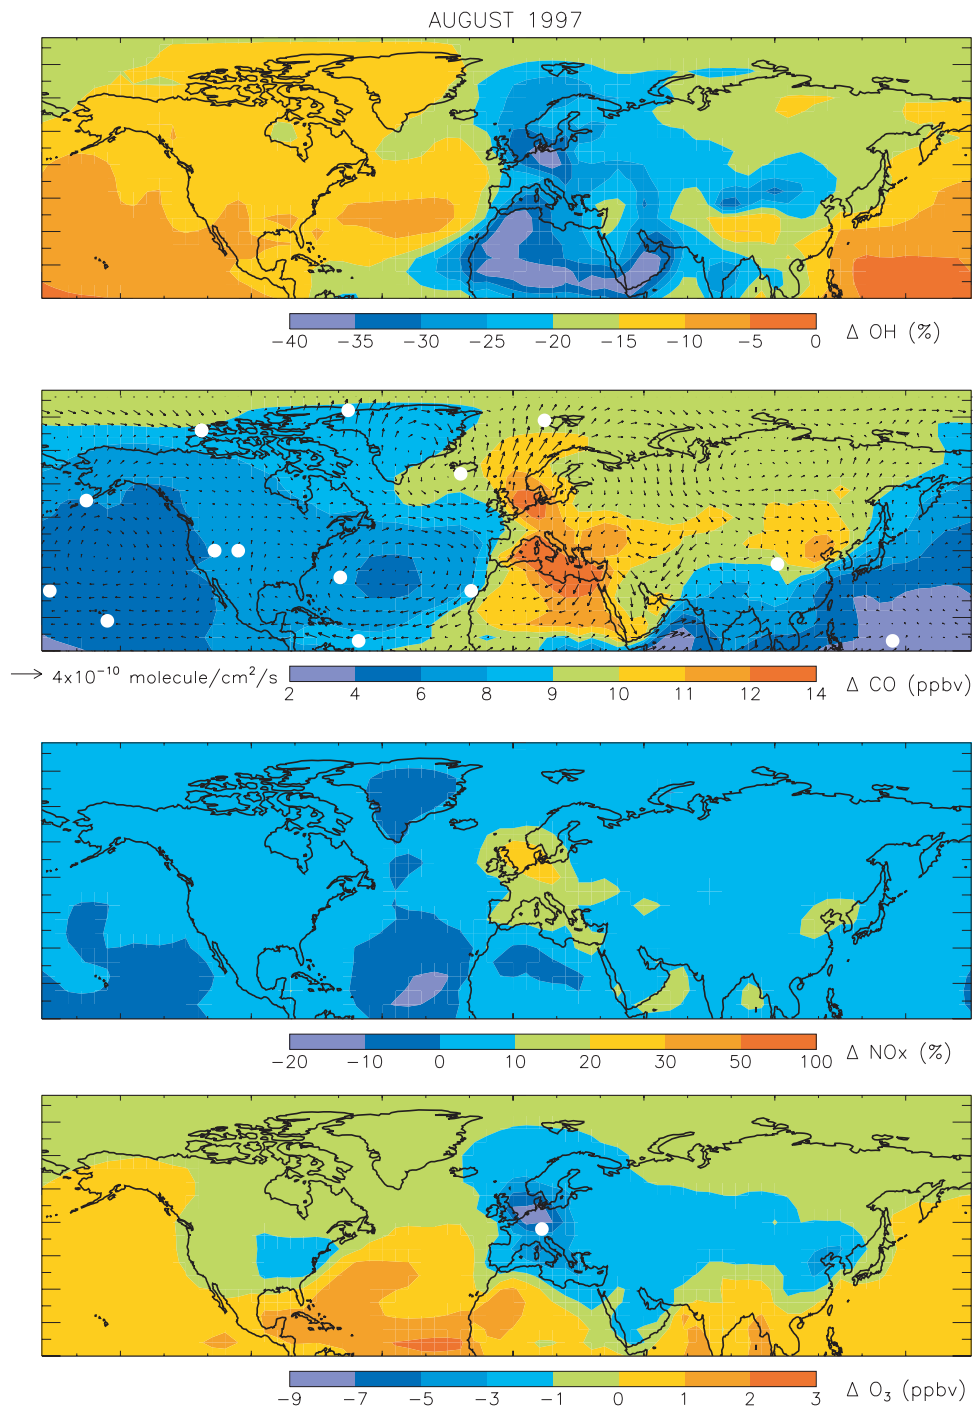 AUGUST 1997
−40 −35 −30 −25 −20 −15 −10 −5 0 Δ OH (%)
4x10⁻¹⁰ molecule/cm²/s 2 4 6 8 9 10 11 12 14 Δ CO (ppbv)
−20 −10 0 10 20 30 50 100 Δ NOx (%)
−9 −7 −5 −3 −1 0 1 2 3 Δ O₃ (ppbv)